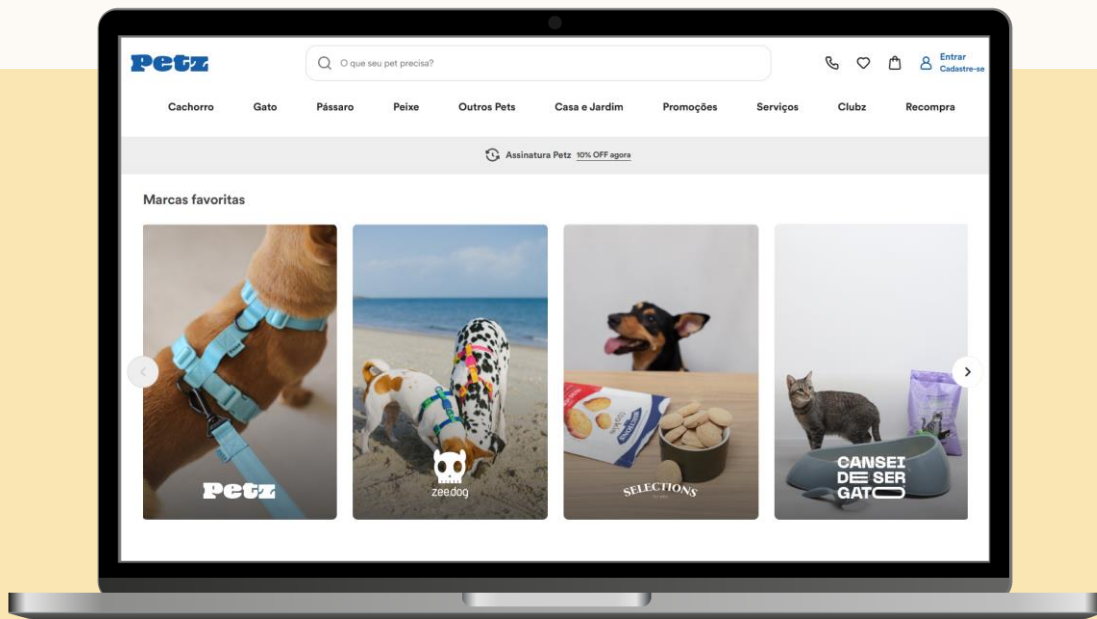 Petz
O que seu pet precisa?
Entrar
Cadastre-se
Cachorro Gato Pássaro Peixe Outros Pets Casa e Jardim Promoções Serviços Clubz Recompra
Assinatura Petz 10% OFF agora
Marcas favoritas
Petz
zee.dog
SELECTIONS
CANSEI
DE SER
GATO